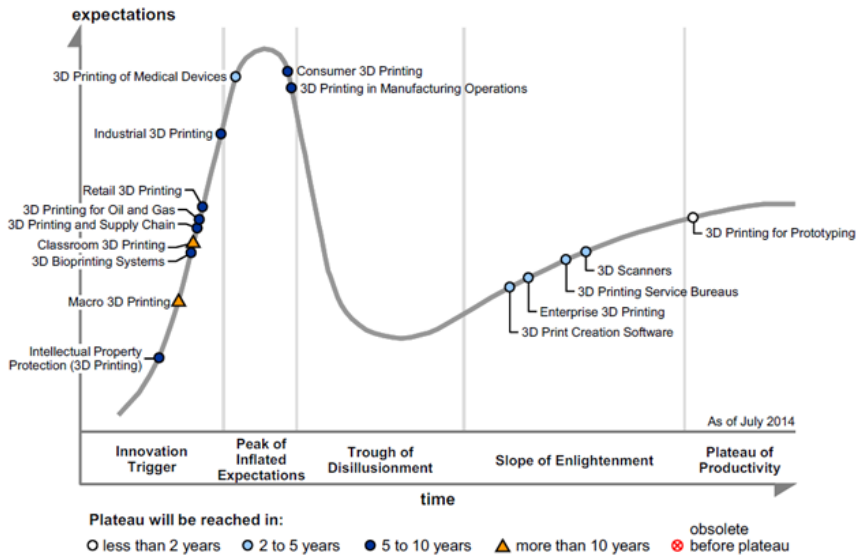 expectations
3D Printing of Medical Devices
Consumer 3D Printing
3D Printing in Manufacturing Operations
Industrial 3D Printing
Retail 3D Printing
3D Printing for Oil and Gas
3D Printing and Supply Chain
Classroom 3D Printing
3D Bioprinting Systems
Macro 3D Printing
Intellectual Property
Protection (3D Printing)
3D Printing for Prototyping
3D Scanners
3D Printing Service Bureaus
Enterprise 3D Printing
3D Print Creation Software
As of July 2014
Innovation
Trigger
Peak of
Inflated
Expectations
Trough of
Disillusionment
Slope of Enlightenment
Plateau of
Productivity
time
Plateau will be reached in:
less than 2 years
2 to 5 years
5 to 10 years
more than 10 years
obsolete
before plateau